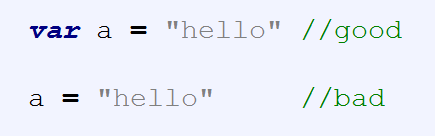 var a = "hello" //good
a = "hello"     //bad